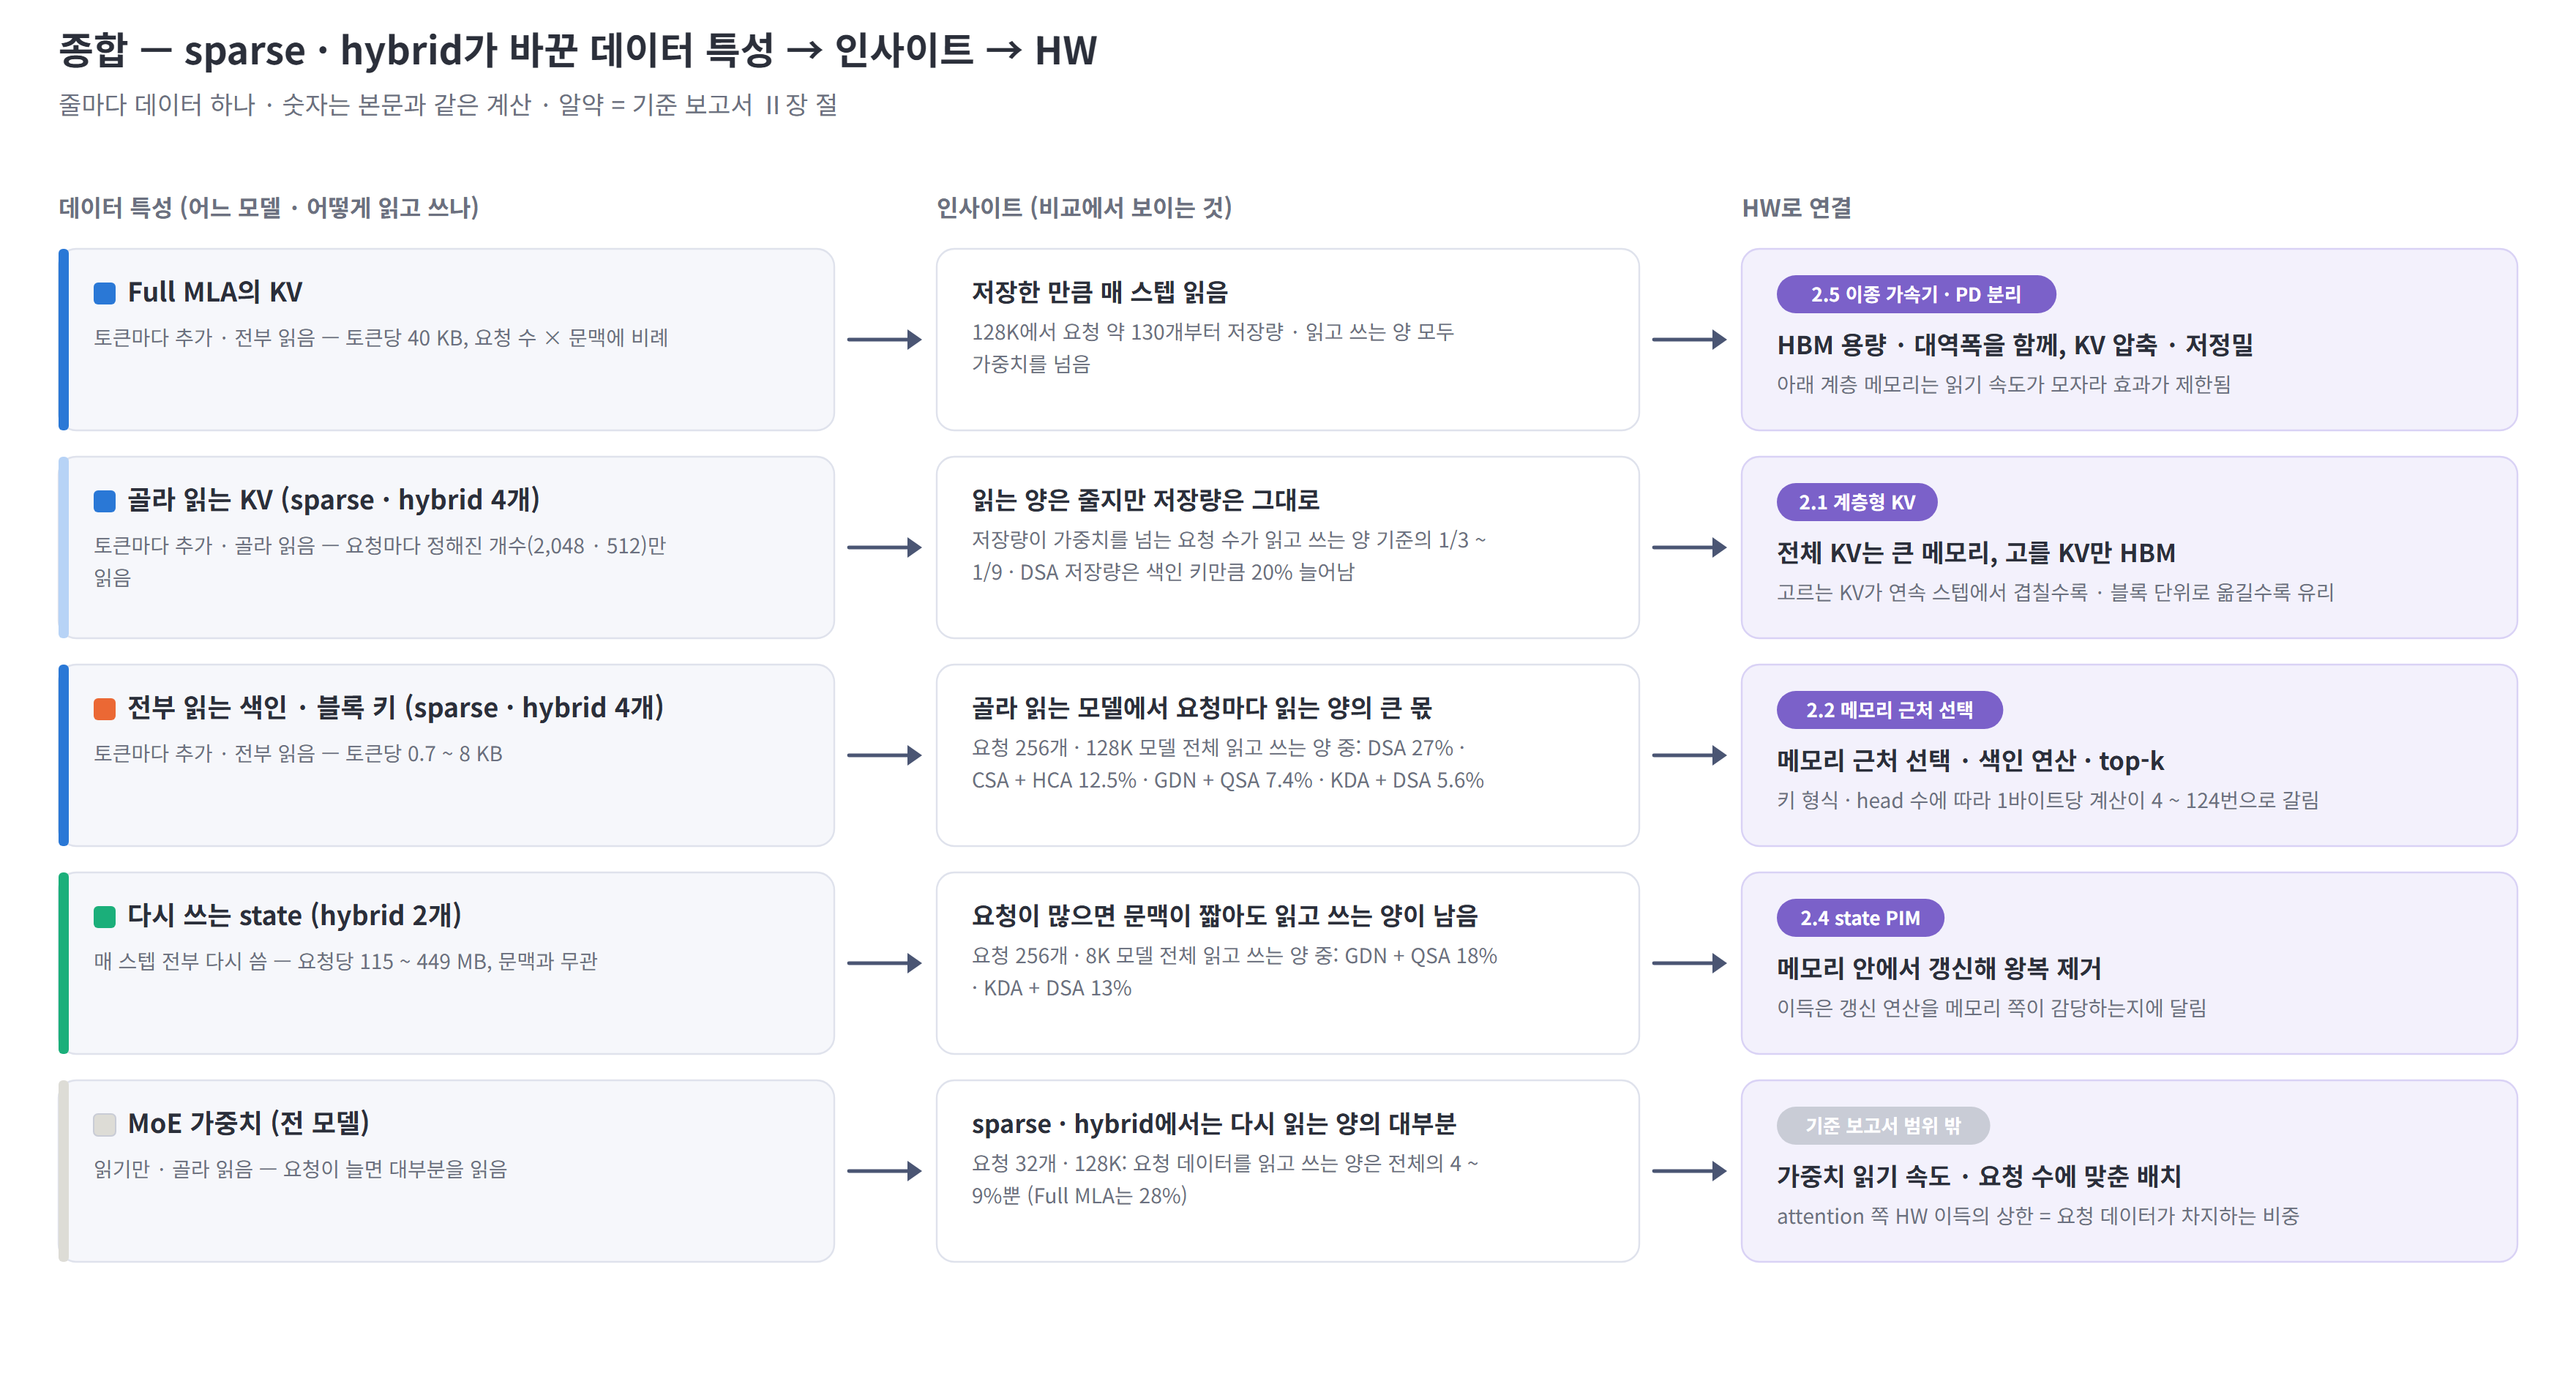 종합 — sparse · hybrid가 바꾼 데이터 특성 → 인사이트 → HW
줄마다 데이터 하나 · 숫자는 본문과 같은 계산 · 알약 = 기준 보고서 Ⅱ장 절
데이터 특성 (어느 모델 · 어떻게 읽고 쓰나)
인사이트 (비교에서 보이는 것)
HW로 연결
Full MLA의 KV
토큰마다 추가 · 전부 읽음 — 토큰당 40 KB, 요청 수 × 문맥에 비례
저장한 만큼 매 스텝 읽음
128K에서 요청 약 130개부터 저장량 · 읽고 쓰는 양 모두
가중치를 넘음
2.5 이종 가속기 · PD 분리
HBM 용량 · 대역폭을 함께, KV 압축 · 저정밀
아래 계층 메모리는 읽기 속도가 모자라 효과가 제한됨
골라 읽는 KV (sparse · hybrid 4개)
토큰마다 추가 · 골라 읽음 — 요청마다 정해진 개수(2,048 · 512)만
읽음
읽는 양은 줄지만 저장량은 그대로
저장량이 가중치를 넘는 요청 수가 읽고 쓰는 양 기준의 1/3 ~
1/9 · DSA 저장량은 색인 키만큼 20% 늘어남
2.1 계층형 KV
전체 KV는 큰 메모리, 고를 KV만 HBM
고르는 KV가 연속 스텝에서 겹칠수록 · 블록 단위로 옮길수록 유리
전부 읽는 색인 · 블록 키 (sparse · hybrid 4개)
토큰마다 추가 · 전부 읽음 — 토큰당 0.7 ~ 8 KB
골라 읽는 모델에서 요청마다 읽는 양의 큰 몫
요청 256개 · 128K 모델 전체 읽고 쓰는 양 중: DSA 27% ·
CSA + HCA 12.5% · GDN + QSA 7.4% · KDA + DSA 5.6%
2.2 메모리 근처 선택
메모리 근처 선택 · 색인 연산 · top-k
키 형식 · head 수에 따라 1바이트당 계산이 4 ~ 124번으로 갈림
다시 쓰는 state (hybrid 2개)
매 스텝 전부 다시 씀 — 요청당 115 ~ 449 MB, 문맥과 무관
요청이 많으면 문맥이 짧아도 읽고 쓰는 양이 남음
요청 256개 · 8K 모델 전체 읽고 쓰는 양 중: GDN + QSA 18%
· KDA + DSA 13%
2.4 state PIM
메모리 안에서 갱신해 왕복 제거
이득은 갱신 연산을 메모리 쪽이 감당하는지에 달림
MoE 가중치 (전 모델)
읽기만 · 골라 읽음 — 요청이 늘면 대부분을 읽음
sparse · hybrid에서는 다시 읽는 양의 대부분
요청 32개 · 128K: 요청 데이터를 읽고 쓰는 양은 전체의 4 ~
9%뿐 (Full MLA는 28%)
기준 보고서 범위 밖
가중치 읽기 속도 · 요청 수에 맞춘 배치
attention 쪽 HW 이득의 상한 = 요청 데이터가 차지하는 비중